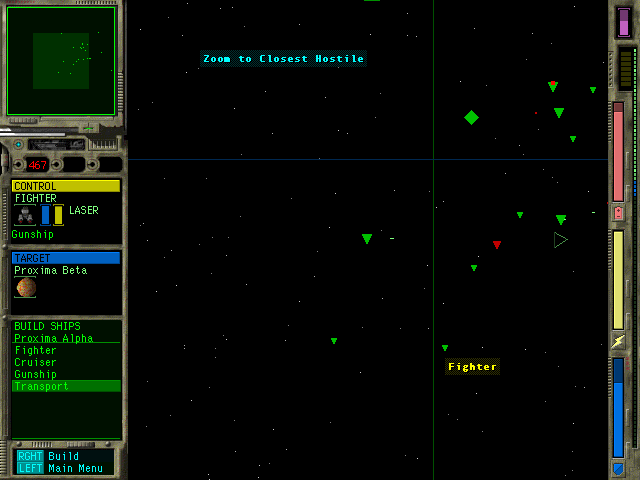 Zoom to Closest Hostile
467
CONTROL
FIGHTER
LASER
Gunship
TARGET
Proxima Beta
BUILD SHIPS
Proxima Alpha
Fighter
Cruiser
Gunship
Transport
Fighter
RGHT Build
LEFT Main Menu